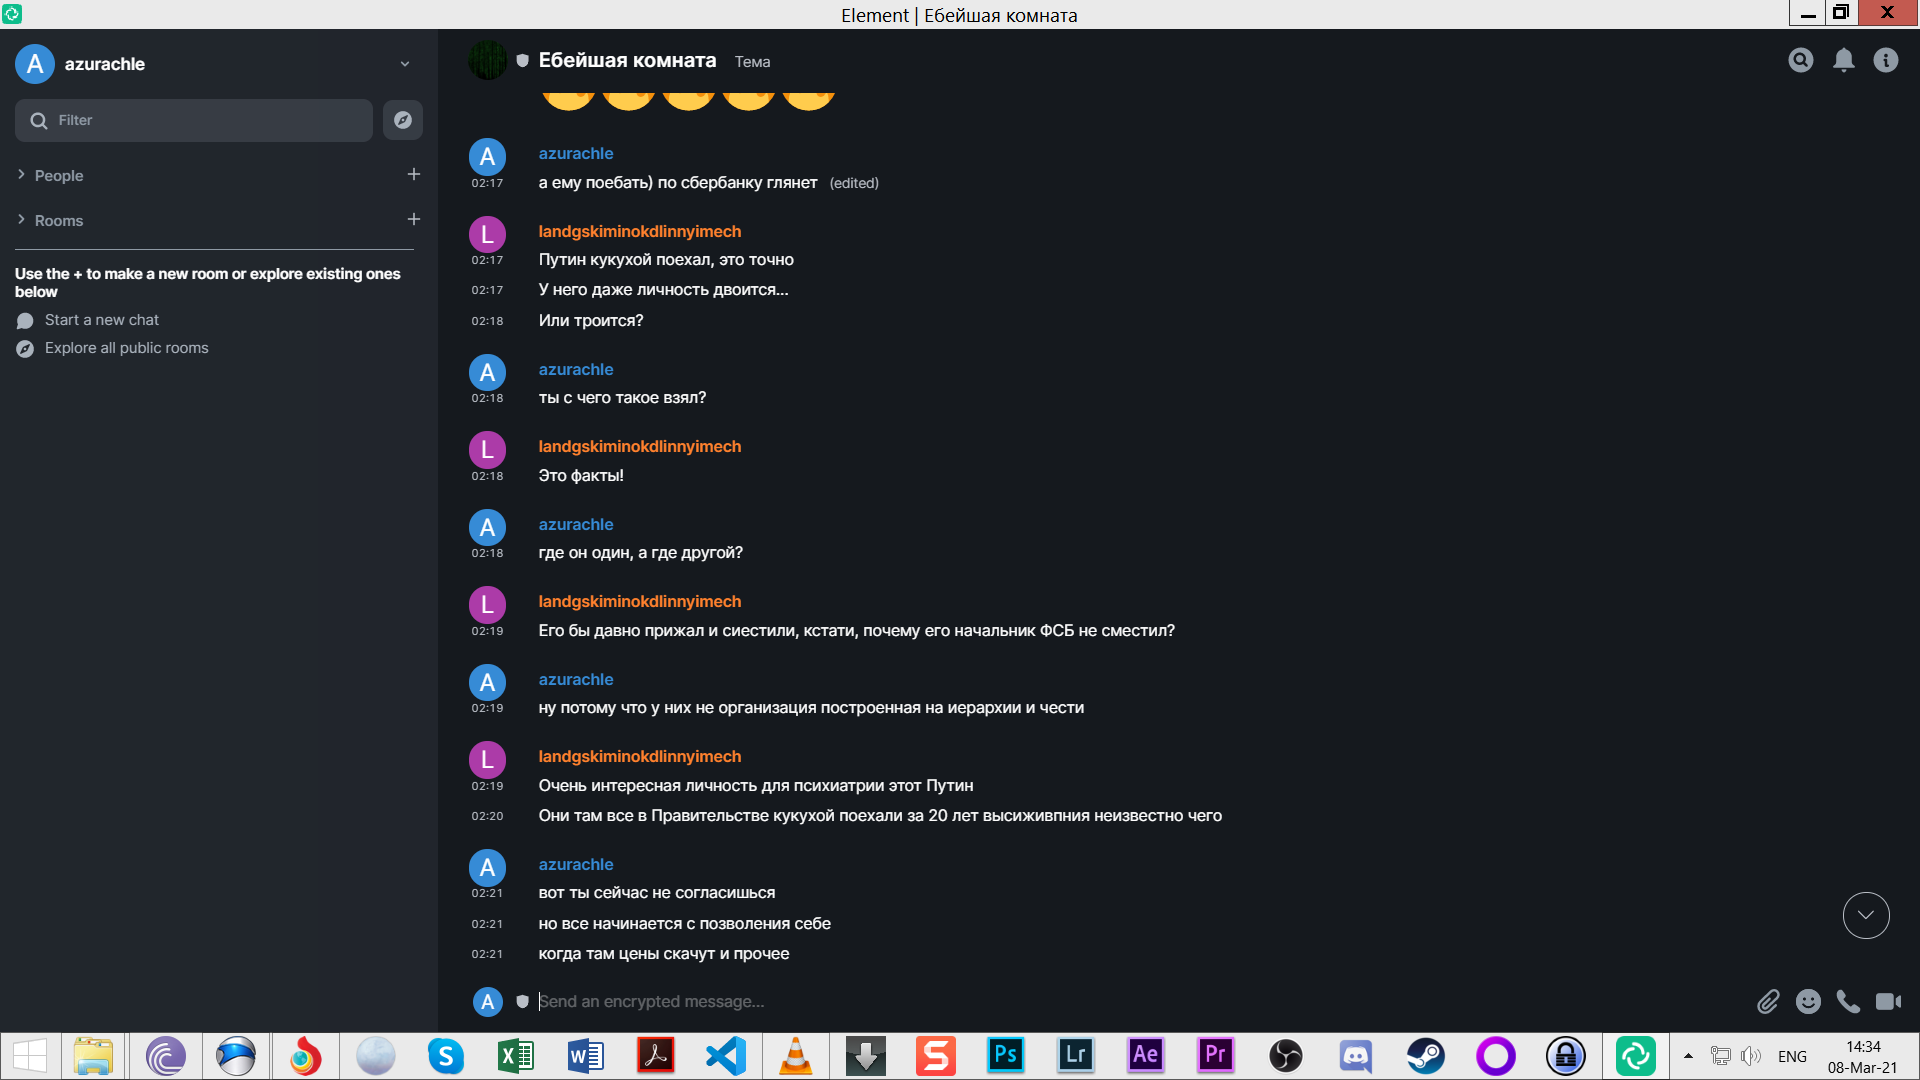 Element | Ебейшая комната
A
azurachle
Filter
People
Rooms
Use the + to make a new room or explore existing ones
below
Start a new chat
Explore all public rooms
Ебейшая комната Тема
A
azurachle
02:17 а ему поебать) по сбербанку глянет (edited)
L
landgskiminokdlinnyimech
02:17 Путин кукухой поехал, это точно
02:17 У него даже личность двоится...
02:18 Или троится?
A
azurachle
02:18 ты с чего такое взял?
L
landgskiminokdlinnyimech
02:18 Это факты!
A
azurachle
02:18 где он один, а где другой?
L
landgskiminokdlinnyimech
02:19 Его бы давно прижал и сиестили, кстати, почему его начальник ФСБ не сместил?
A
azurachle
02:19 ну потому что у них не организация построенная на иерархии и чести
L
landgskiminokdlinnyimech
02:19 Очень интересная личность для психиатрии этот Путин
02:20 Они там все в Правительстве кукухой поехали за 20 лет высиживпния неизвестно чего
A
azurachle
02:21 вот ты сейчас не согласишься
02:21 но все начинается с позволения себе
02:21 когда там цены скачут и прочее
A
Send an encrypted message...
S
X
W
S
Ps
Lr
Ae
Pr
ENG
14:34
08-Mar-21